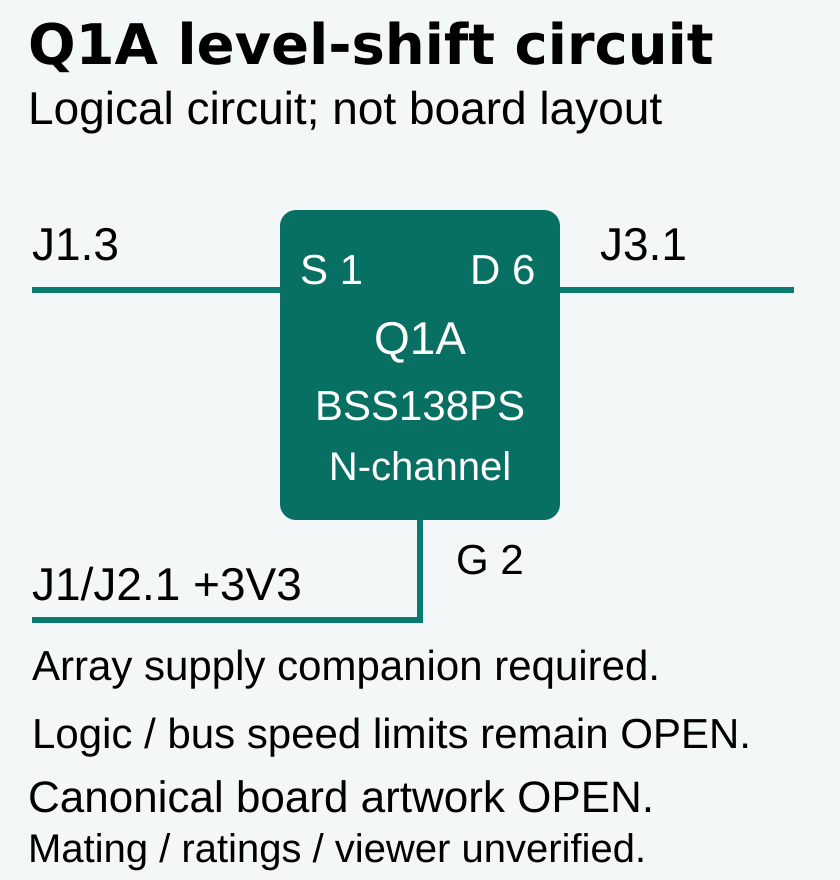 Q1A level-shift circuit
Logical circuit; not board layout
J1.3
J3.1
S 1
D 6
Q1A
BSS138PS
N-channel
G 2
J1/J2.1 +3V3
Array supply companion required.
Logic / bus speed limits remain OPEN.
Canonical board artwork OPEN.
Mating / ratings / viewer unverified.